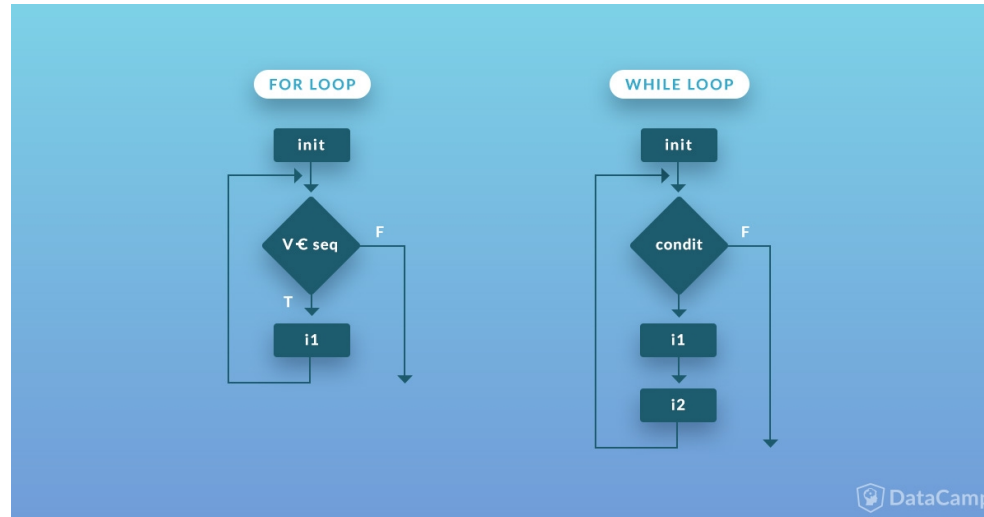 FOR LOOP
init
V € seq
F
T
i1
WHILE LOOP
init
condit
F
i1
i2
DataCamp